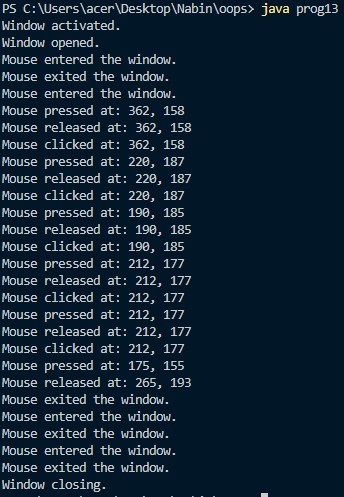 PS C:\Users\acer\Desktop\Nabin\oops> java prog13
Window activated.
Window opened.
Mouse entered the window.
Mouse exited the window.
Mouse entered the window.
Mouse pressed at: 362, 158
Mouse released at: 362, 158
Mouse clicked at: 362, 158
Mouse pressed at: 220, 187
Mouse released at: 220, 187
Mouse clicked at: 220, 187
Mouse pressed at: 190, 185
Mouse released at: 190, 185
Mouse clicked at: 190, 185
Mouse pressed at: 212, 177
Mouse released at: 212, 177
Mouse clicked at: 212, 177
Mouse pressed at: 212, 177
Mouse released at: 212, 177
Mouse clicked at: 212, 177
Mouse pressed at: 175, 155
Mouse released at: 265, 193
Mouse exited the window.
Mouse entered the window.
Mouse exited the window.
Mouse entered the window.
Mouse exited the window.
Window closing.